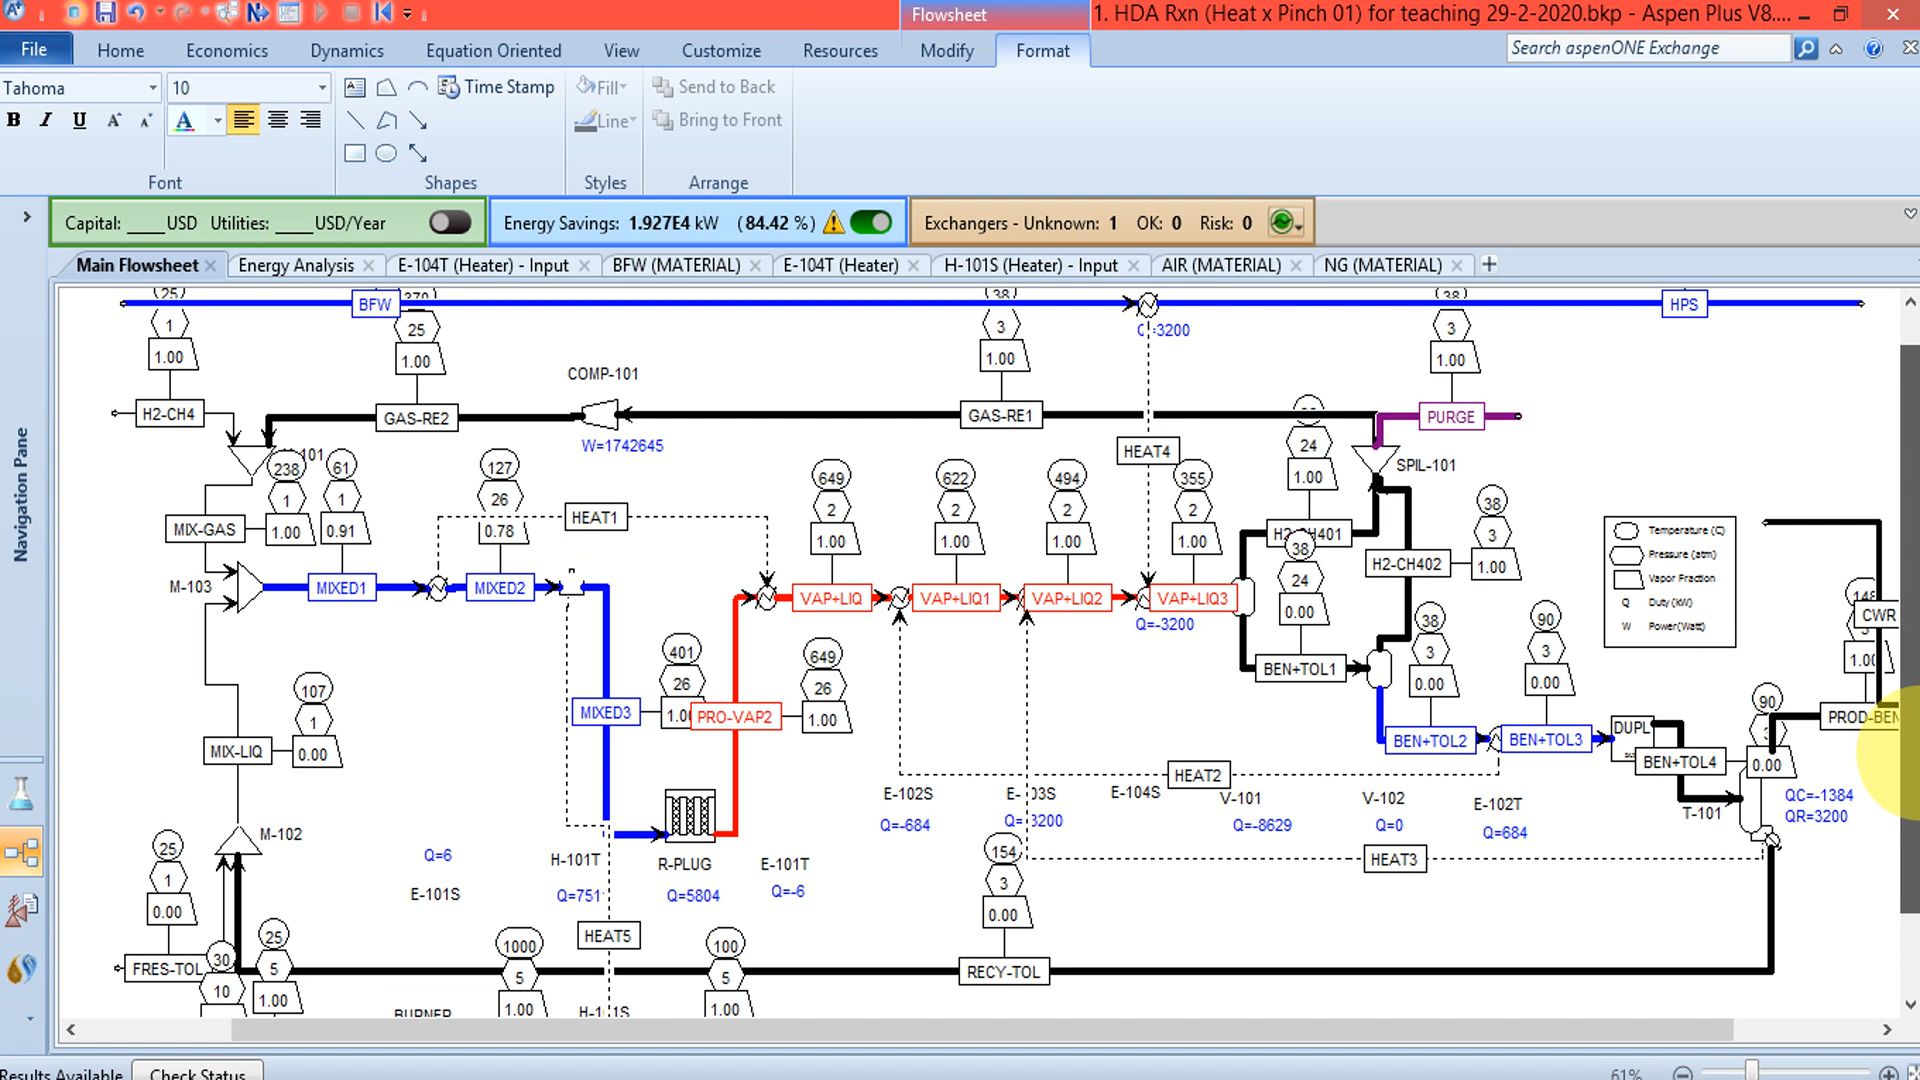 Flowsheet
1. HDA Rxn (Heat x Pinch 01) for teaching 29-2-2020.bkp - Aspen Plus V8....
File Home Economics Dynamics Equation Oriented View Customize Resources Modify Format
Search aspenONE Exchange
Tahoma 10 Time Stamp Fill Send to Back
B I U A A A Line Bring to Front
Font Shapes Styles Arrange
Capital: ____ USD Utilities: ____ USD/Year
Energy Savings: 1.927E4 kW (84.42 %)
Exchangers - Unknown: 1 OK: 0 Risk: 0
Main Flowsheet Energy Analysis E-104T (Heater) - Input BFW (MATERIAL) E-104T (Heater) H-101S (Heater) - Input AIR (MATERIAL) NG (MATERIAL)
Navigation Pane
BFW HPS
1 25 3 3
=3200
1.00 1.00 1.00 1.00
COMP-101
H2-CH4 GAS-RE2 GAS-RE1 PURGE
W=1742645
HEAT4
24
1.00
SPIL-101
238 61 127 649 622 494 355 38
1 1 26 2 2 2 2 3
1.00 0.91 0.78 1.00 1.00 1.00 1.00 1.00
MIX-GAS HEAT1 H2-CH402
M-103 MIXED1 MIXED2 VAP+LIQ VAP+LIQ1 VAP+LIQ2 VAP+LIQ3
Q=-3200
38
24
0.00
BEN+TOL1
Temperature (C)
Pressure (atm)
Vapor Fraction
Q Duty (kW)
W Power(Watt)
CWR
38 90
3 3
0.00 0.00
401 649
26 26
MIXED3 PRO-VAP2 1.00
107
1
0.00
MIX-LIQ
BEN+TOL2 BEN+TOL3 DUPL BEN+TOL4
90
0.00
PROD-BEN
HEAT2
E-102S E-104S V-101 V-102 E-102T T-101
Q=-684 Q=-8629 Q=0 Q=684
QC=-1384
QR=3200
M-102
Q=6 H-101T R-PLUG E-101T HEAT3
E-101S Q=751 Q=5804 Q=-6
25
1
0.00
154
3
0.00
HEAT5
FRES-TOL RECY-TOL
30 25 1000 100
10 5 5 5
1.00 1.00 1.00
Results Available Check Status 61%